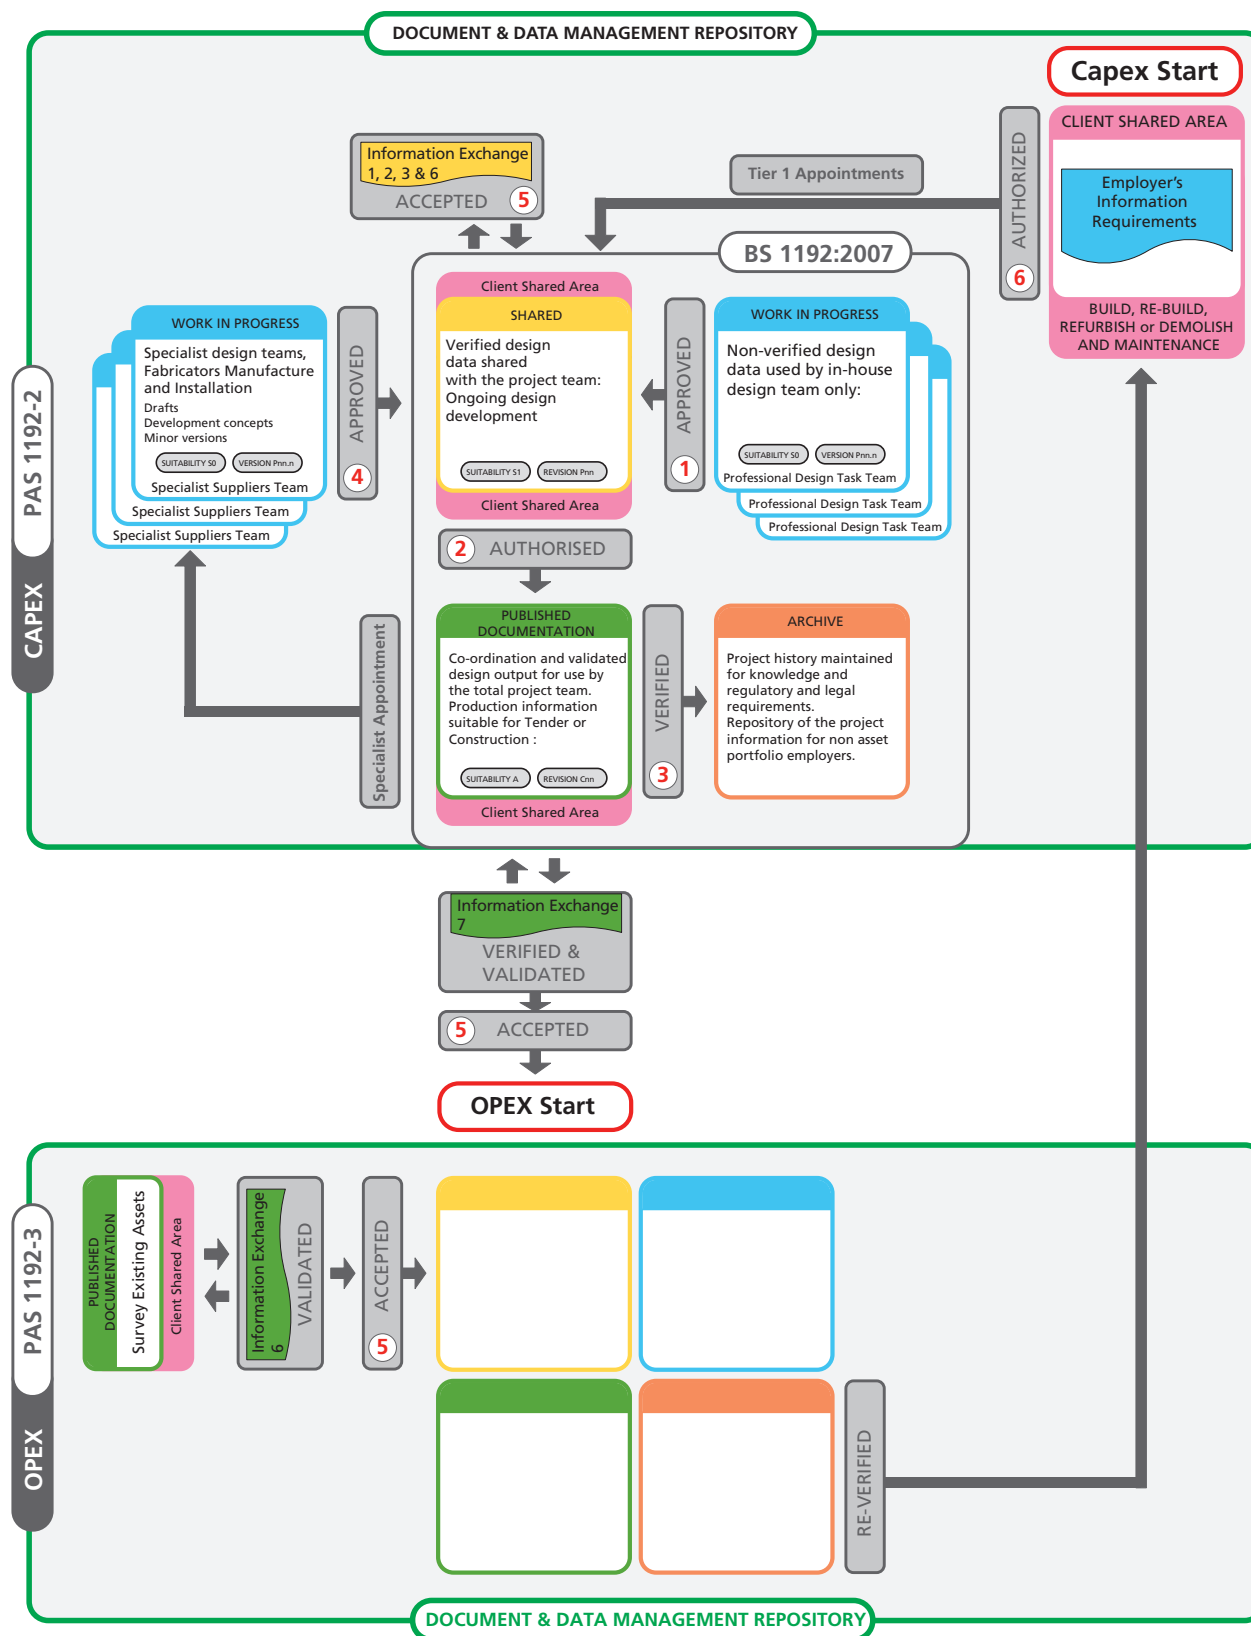 DOCUMENT & DATA MANAGEMENT REPOSITORY
Capex Start
CLIENT SHARED AREA
Employer's
Information
Requirements
BUILD, RE-BUILD,
REFURBISH or DEMOLISH
AND MAINTENANCE
AUTHORIZED
6
Tier 1 Appointments
Information Exchange
1, 2, 3 & 6
ACCEPTED
5
BS 1192:2007
PAS 1192-2
CAPEX
WORK IN PROGRESS
Specialist design teams,
Fabricators Manufacture
and Installation
Drafts
Development concepts
Minor versions
SUITABILITY S0
VERSION Pnn.n
Specialist Suppliers Team
Specialist Suppliers Team
Specialist Suppliers Team
APPROVED
4
Client Shared Area
SHARED
Verified design
data shared
with the project team:
Ongoing design
development
SUITABILITY S1
REVISION Pnn
Client Shared Area
APPROVED
1
WORK IN PROGRESS
Non-verified design
data used by in-house
design team only:
SUITABILITY S0
VERSION Pnn.n
Professional Design Task Team
Professional Design Task Team
Professional Design Task Team
2
AUTHORISED
Specialist Appointment
PUBLISHED
DOCUMENTATION
Co-ordination and validated
design output for use by
the total project team.
Production information
suitable for Tender or
Construction :
SUITABILITY A
REVISION Cnn
Client Shared Area
VERIFIED
3
ARCHIVE
Project history maintained
for knowledge and
regulatory and legal
requirements.
Repository of the project
information for non asset
portfolio employers.
Information Exchange
7
VERIFIED &
VALIDATED
5
ACCEPTED
OPEX Start
PAS 1192-3
OPEX
PUBLISHED
DOCUMENTATION
Survey Existing Assets
Client Shared Area
Information Exchange
6
VALIDATED
ACCEPTED
5
RE-VERIFIED
DOCUMENT & DATA MANAGEMENT REPOSITORY